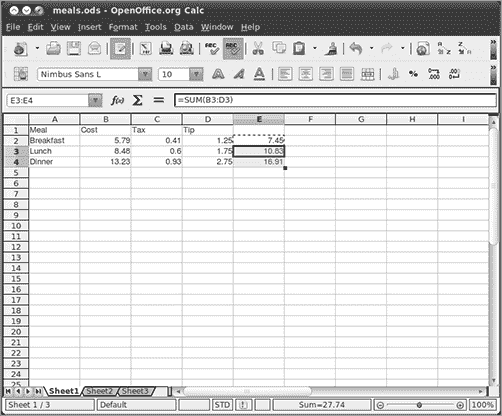 meals.ods - OpenOffice.org Calc
File Edit View Insert Format Tools Data Window Help
Nimbus Sans L 10
E3:E4 f(x) Σ = =SUM(B3:D3)
A B C D E F G H I
1 Meal Cost Tax Tip
2 Breakfast 5.79 0.41 1.25 7.45
3 Lunch 8.48 0.6 1.75 10.83
4 Dinner 13.23 0.93 2.75 16.91
5
6
7
8
9
10
11
12
13
14
15
16
17
18
19
20
21
22
23
24
25
Sheet1 Sheet2 Sheet3
Sheet 1 / 3 Default STD Sum=27.74 100%